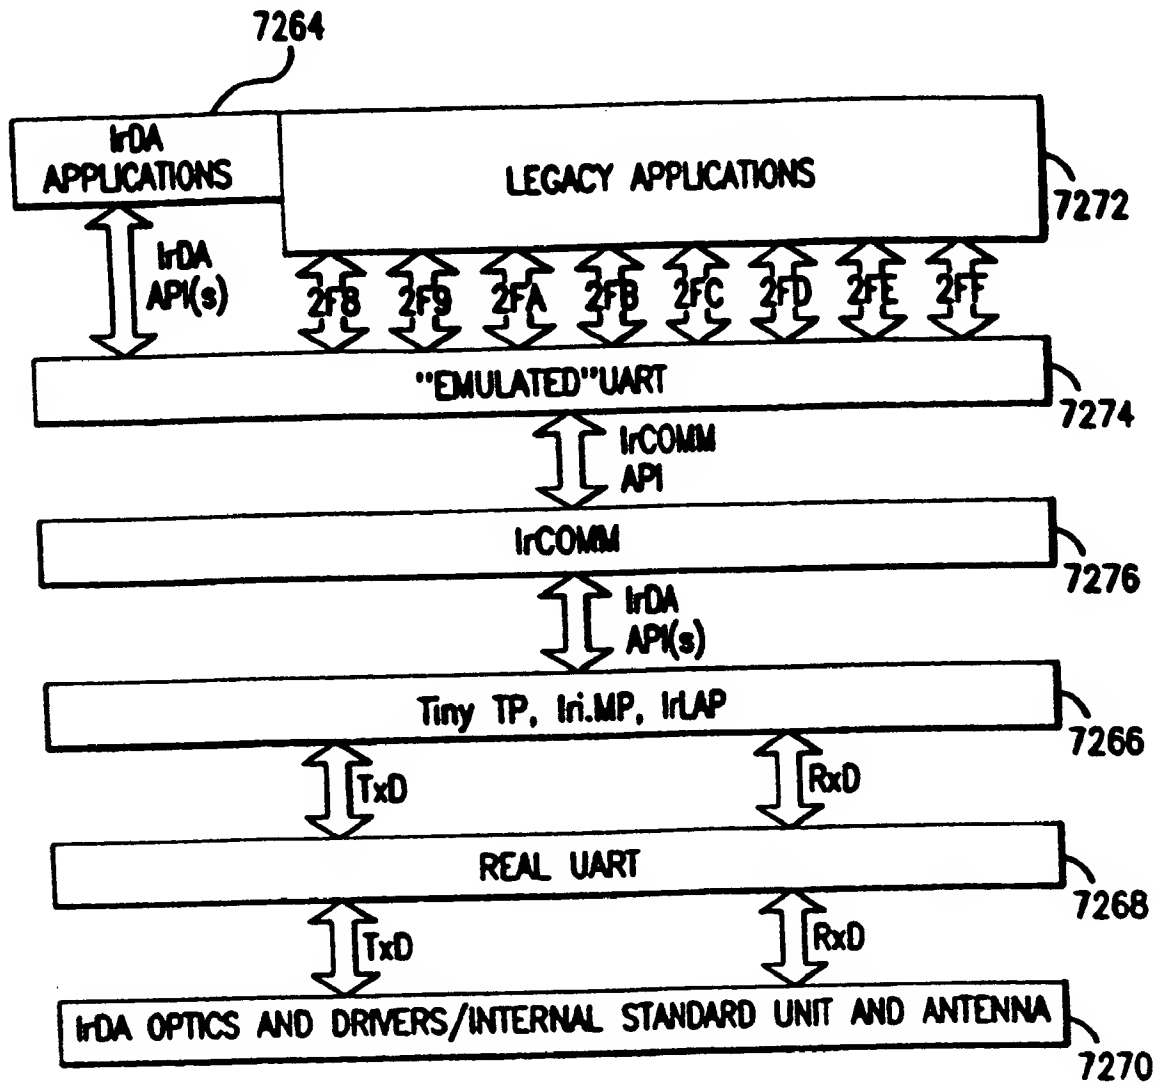 7264
IrDA
APPLICATIONS
LEGACY APPLICATIONS
7272
IrDA
API(s)
2F8 2F9 2FA 2FB 2FC 2FD 2FE 2FF
"EMULATED"UART
7274
IrCOMM
API
IrCOMM
7276
IrDA
API(s)
Tiny TP, Iri.MP, IrLAP
7266
TxD RxD
REAL UART
7268
TxD RxD
IrDA OPTICS AND DRIVERS/INTERNAL STANDARD UNIT AND ANTENNA
7270